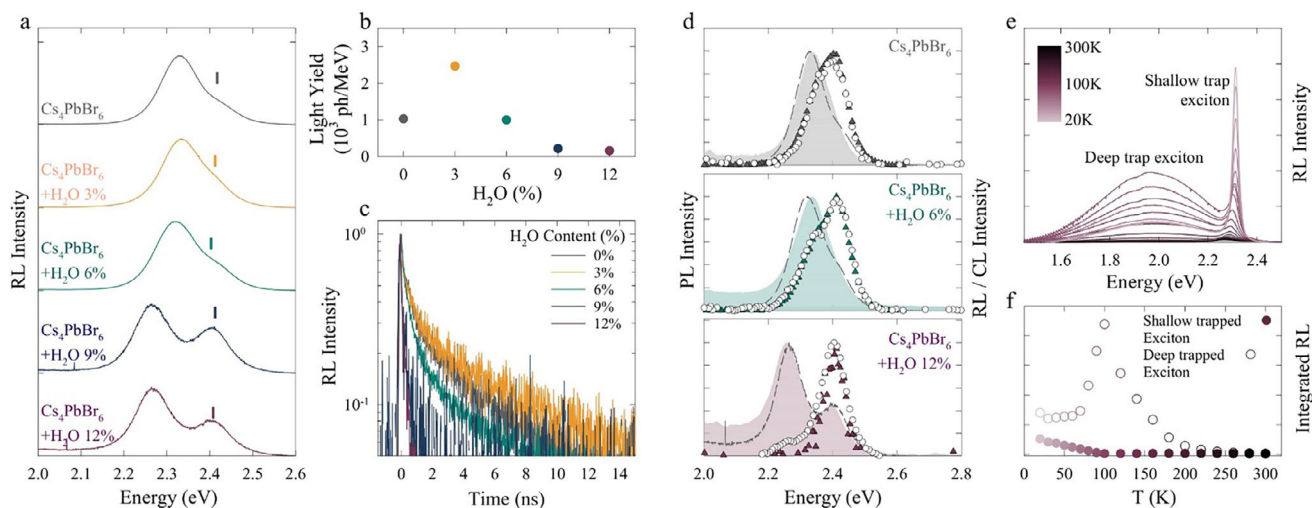 a
Cs₄PbBr₆
Cs₄PbBr₆
+H₂O 3%
Cs₄PbBr₆
+H₂O 6%
Cs₄PbBr₆
+H₂O 9%
Cs₄PbBr₆
+H₂O 12%
RL Intensity
2.0 2.1 2.2 2.3 2.4 2.5 2.6
Energy (eV)
b
Light Yield
(10³ ph/MeV)
3
2
1
0
0 3 6 9 12
H₂O (%)
c
H₂O Content (%)
0%
3%
6%
9%
12%
RL Intensity
10⁰
10⁻¹
0 2 4 6 8 10 12 14
Time (ns)
d
Cs₄PbBr₆
Cs₄PbBr₆
+H₂O 6%
Cs₄PbBr₆
+H₂O 12%
PL Intensity
RL / CL Intensity
2.0 2.2 2.4 2.6 2.8
Energy (eV)
e
300K
100K
20K
Shallow trap
exciton
Deep trap exciton
RL Intensity
1.5 2.0 2.5
Energy (eV)
f
Shallow trapped
Exciton
Deep trapped
Exciton
Integrated RL
0 50 100 150 200 250 300
T (K)